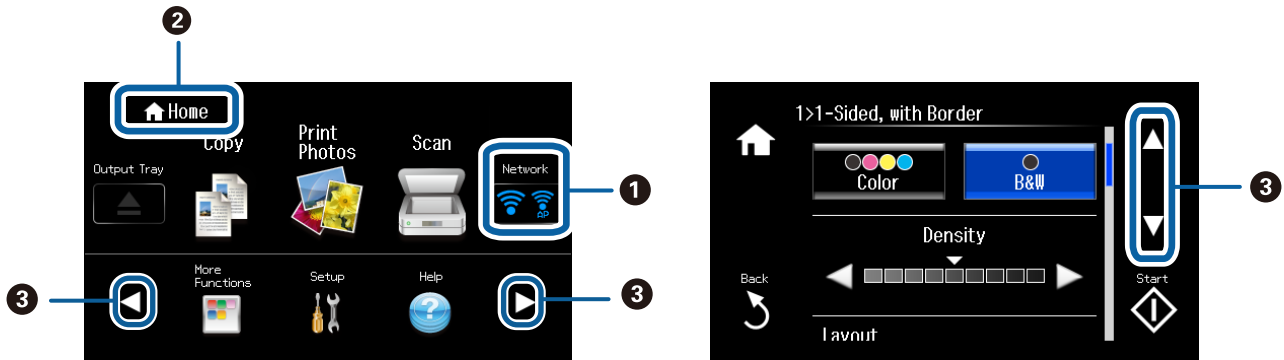 2
Home
Copy
Print
Photos
Scan
Output Tray
Network
AP
1
More
Functions
Setup
Help
3
3
1>1-Sided, with Border
Color
B&W
3
Density
Back
Start
Layout